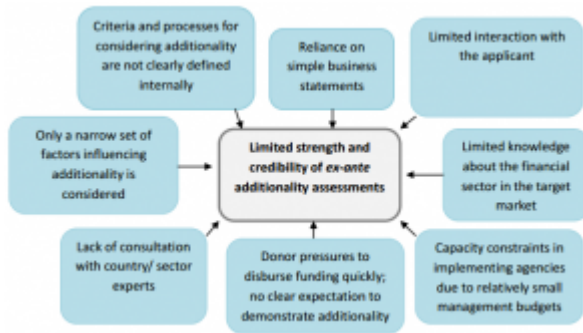 Criteria and processes for
considering additionality
are not clearly defined
internally
Reliance on
simple business
statements
Limited interaction with
the applicant
Only a narrow set of
factors influencing
additionality is
considered
Limited strength and
credibility of ex-ante
additionality assessments
Limited knowledge
about the financial
sector in the target
market
Lack of consultation
with country/ sector
experts
Donor pressures to
disburse funding quickly;
no clear expectation to
demonstrate additionality
Capacity constraints in
implementing agencies
due to relatively small
management budgets